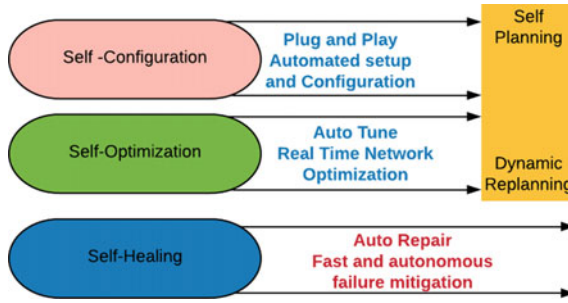 Self -Configuration
Plug and Play
Automated setup
and Configuration
Self
Planning
Self-Optimization
Auto Tune
Real Time Network
Optimization
Dynamic
Replanning
Self-Healing
Auto Repair
Fast and autonomous
failure mitigation